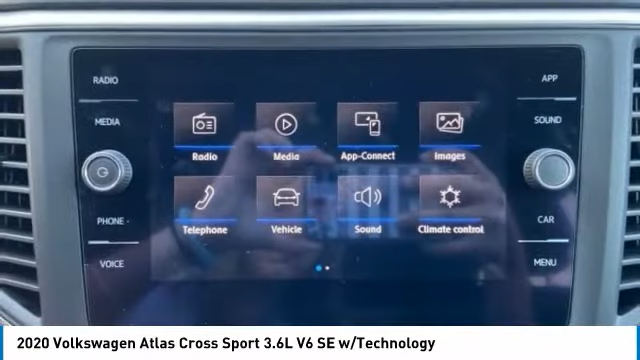 RADIO
APP
MEDIA
SOUND
Radio
Media
App-Connect
Images
PHONE
CAR
Telephone
Vehicle
Sound
Climate control
VOICE
MENU
2020 Volkswagen Atlas Cross Sport 3.6L V6 SE w/Technology